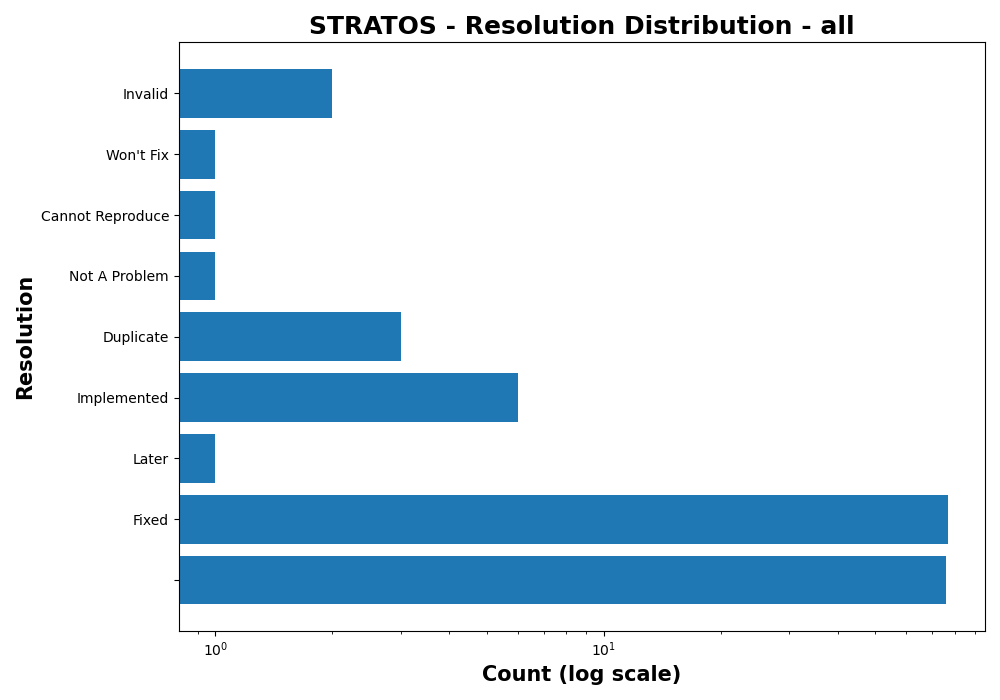 STRATOS - Resolution Distribution - all
Invalid
Won't Fix
Cannot Reproduce
Not A Problem
Duplicate
Implemented
Later
Fixed
Resolution
10⁰
10¹
Count (log scale)